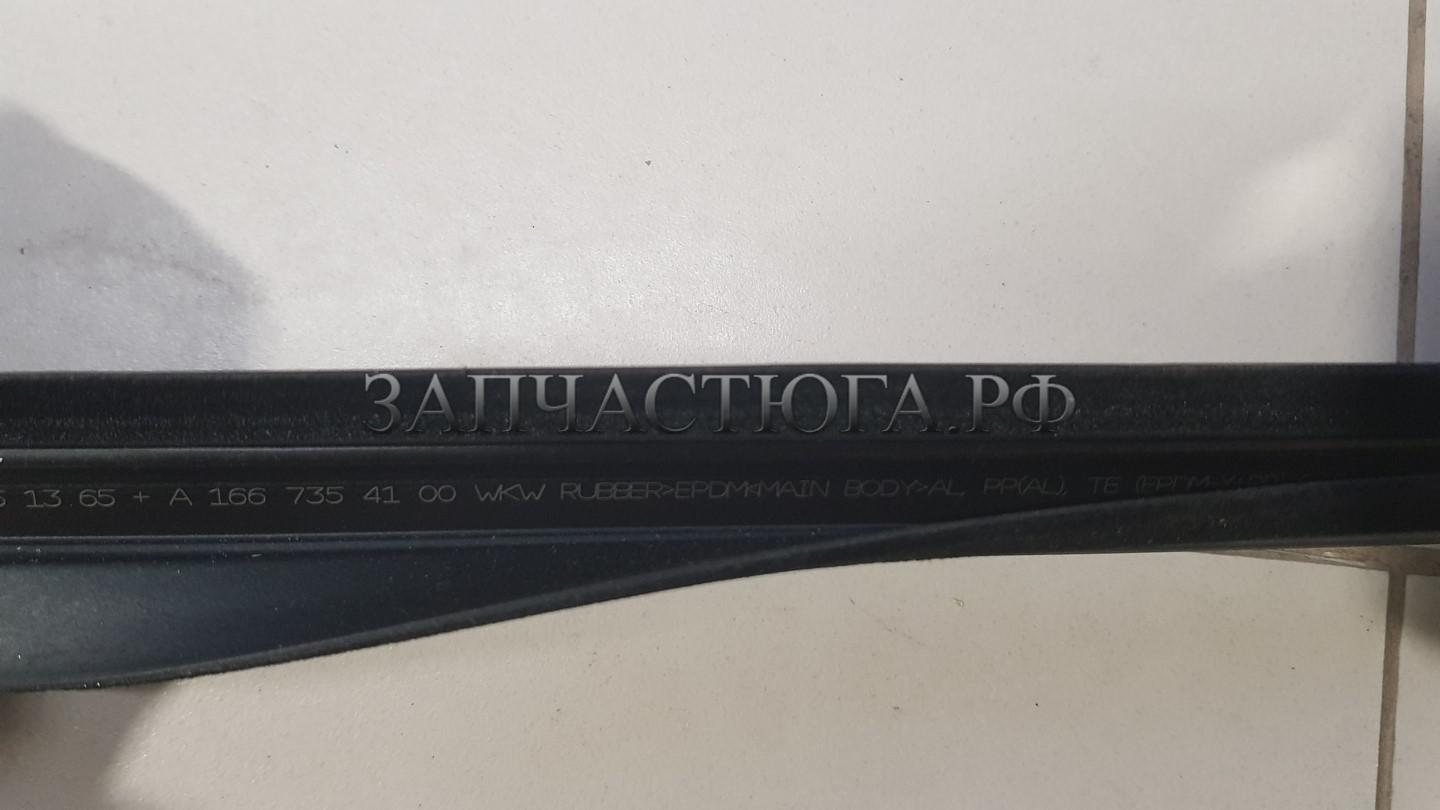 ЗАПЧАСТЮГА.РФ
13 65 + A 166 735 41 00 WKW RUBBER>EPDM<MAIN BODY>AL, PP(AL), TE